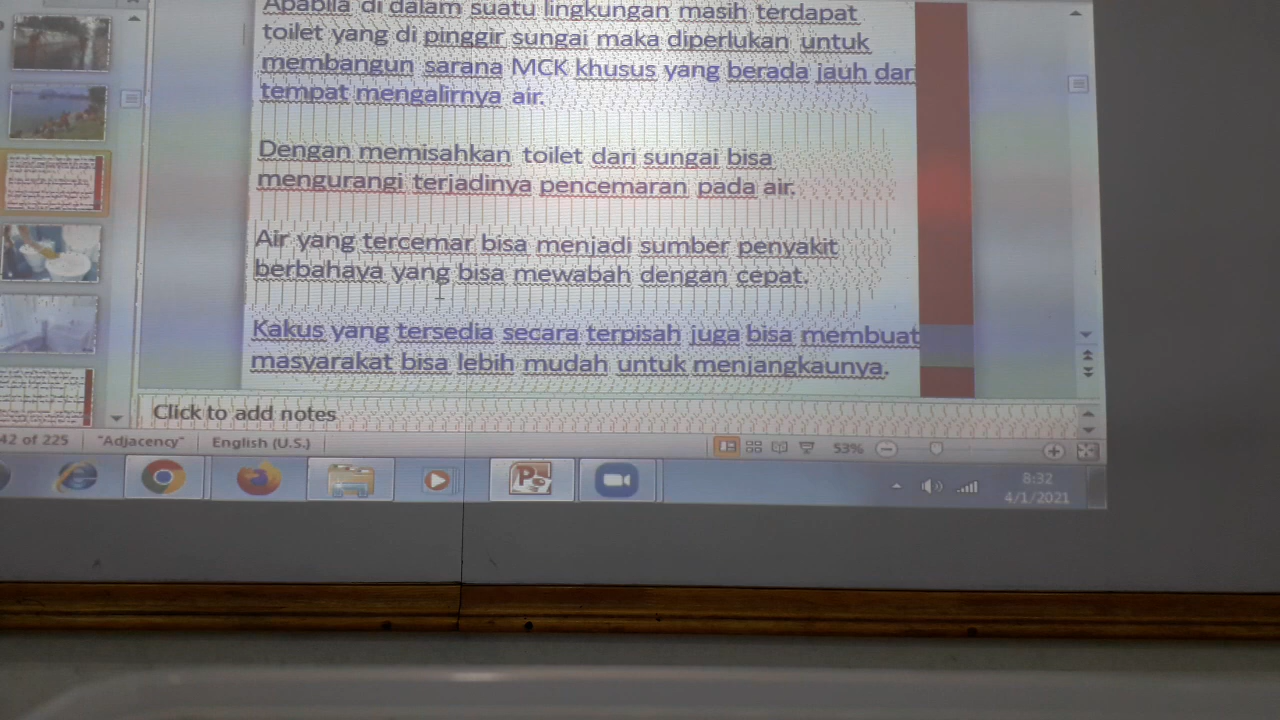 Apabila di dalam suatu lingkungan masih terdapat
toilet yang di pinggir sungai maka diperlukan untuk
membangun sarana MCK khusus yang berada jauh dari
tempat mengalirnya air.
Dengan memisahkan toilet dari sungai bisa
mengurangi terjadinya pencemaran pada air.
Air yang tercemar bisa menjadi sumber penyakit
berbahaya yang bisa mewabah dengan cepat.
Kakus yang tersedia secara terpisah juga bisa membuat
masyarakat bisa lebih mudah untuk menjangkaunya.
Click to add notes
42 of 225 "Adjacency" English (U.S.) 53%
8:32
4/1/2021